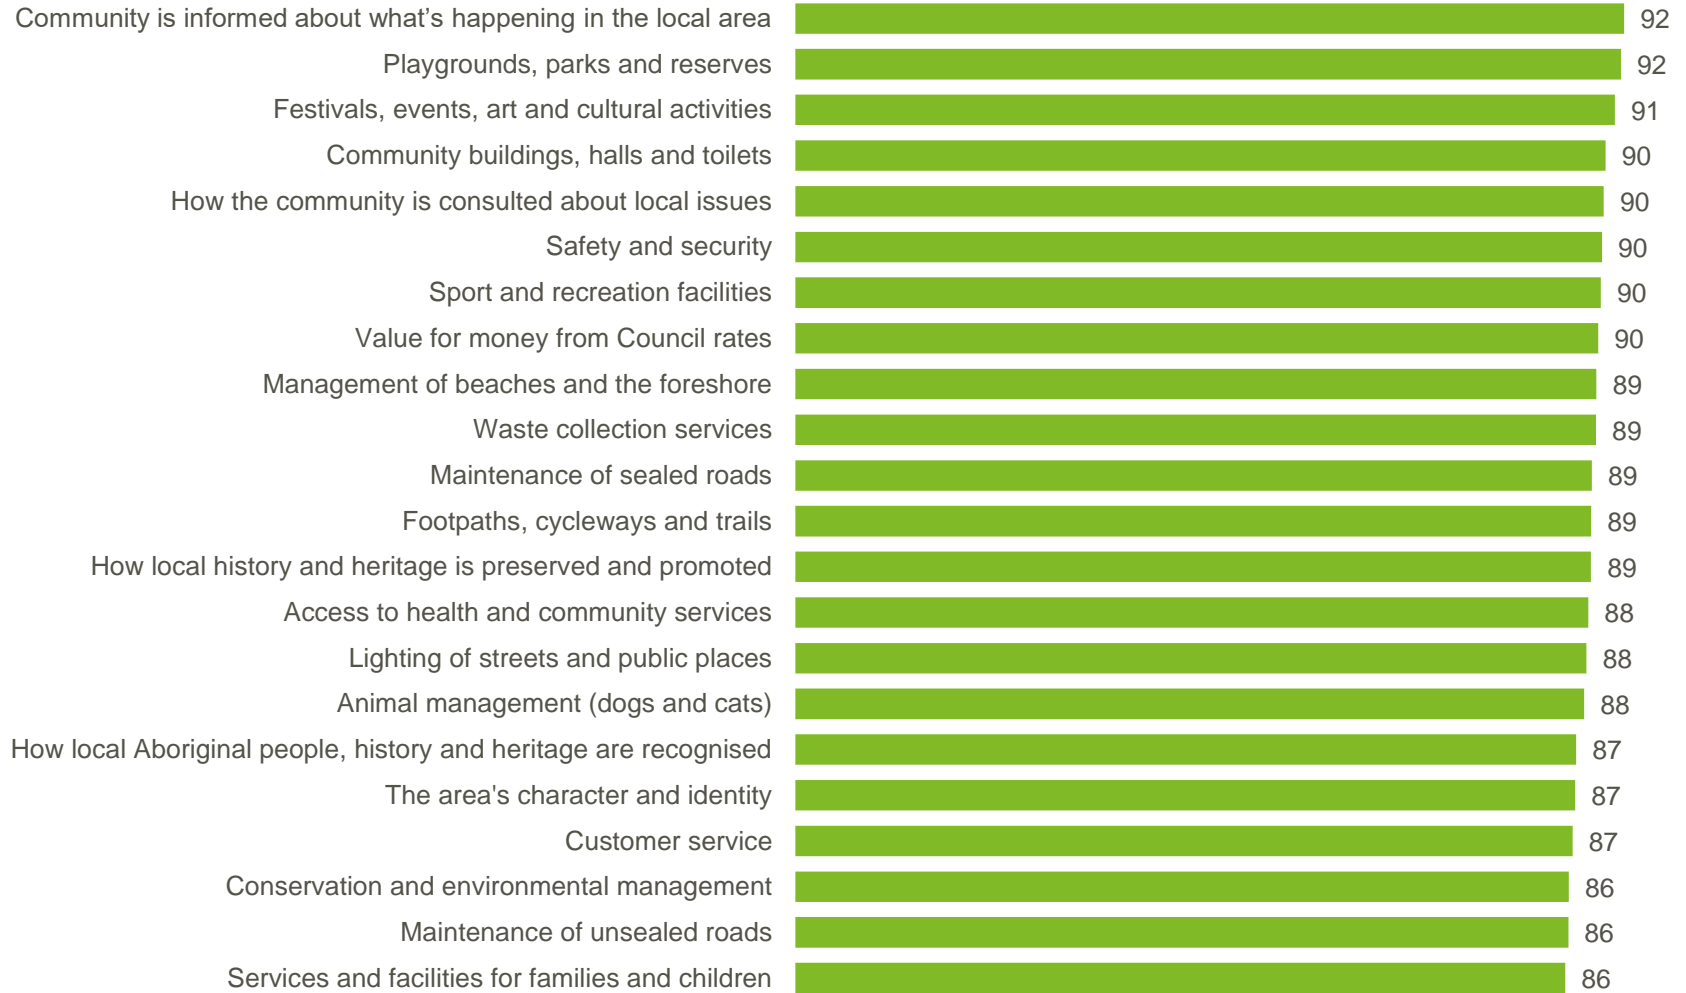 Community is informed about what’s happening in the local area 92
Playgrounds, parks and reserves 92
Festivals, events, art and cultural activities 91
Community buildings, halls and toilets 90
How the community is consulted about local issues 90
Safety and security 90
Sport and recreation facilities 90
Value for money from Council rates 90
Management of beaches and the foreshore 89
Waste collection services 89
Maintenance of sealed roads 89
Footpaths, cycleways and trails 89
How local history and heritage is preserved and promoted 89
Access to health and community services 88
Lighting of streets and public places 88
Animal management (dogs and cats) 88
How local Aboriginal people, history and heritage are recognised 87
The area's character and identity 87
Customer service 87
Conservation and environmental management 86
Maintenance of unsealed roads 86
Services and facilities for families and children 86